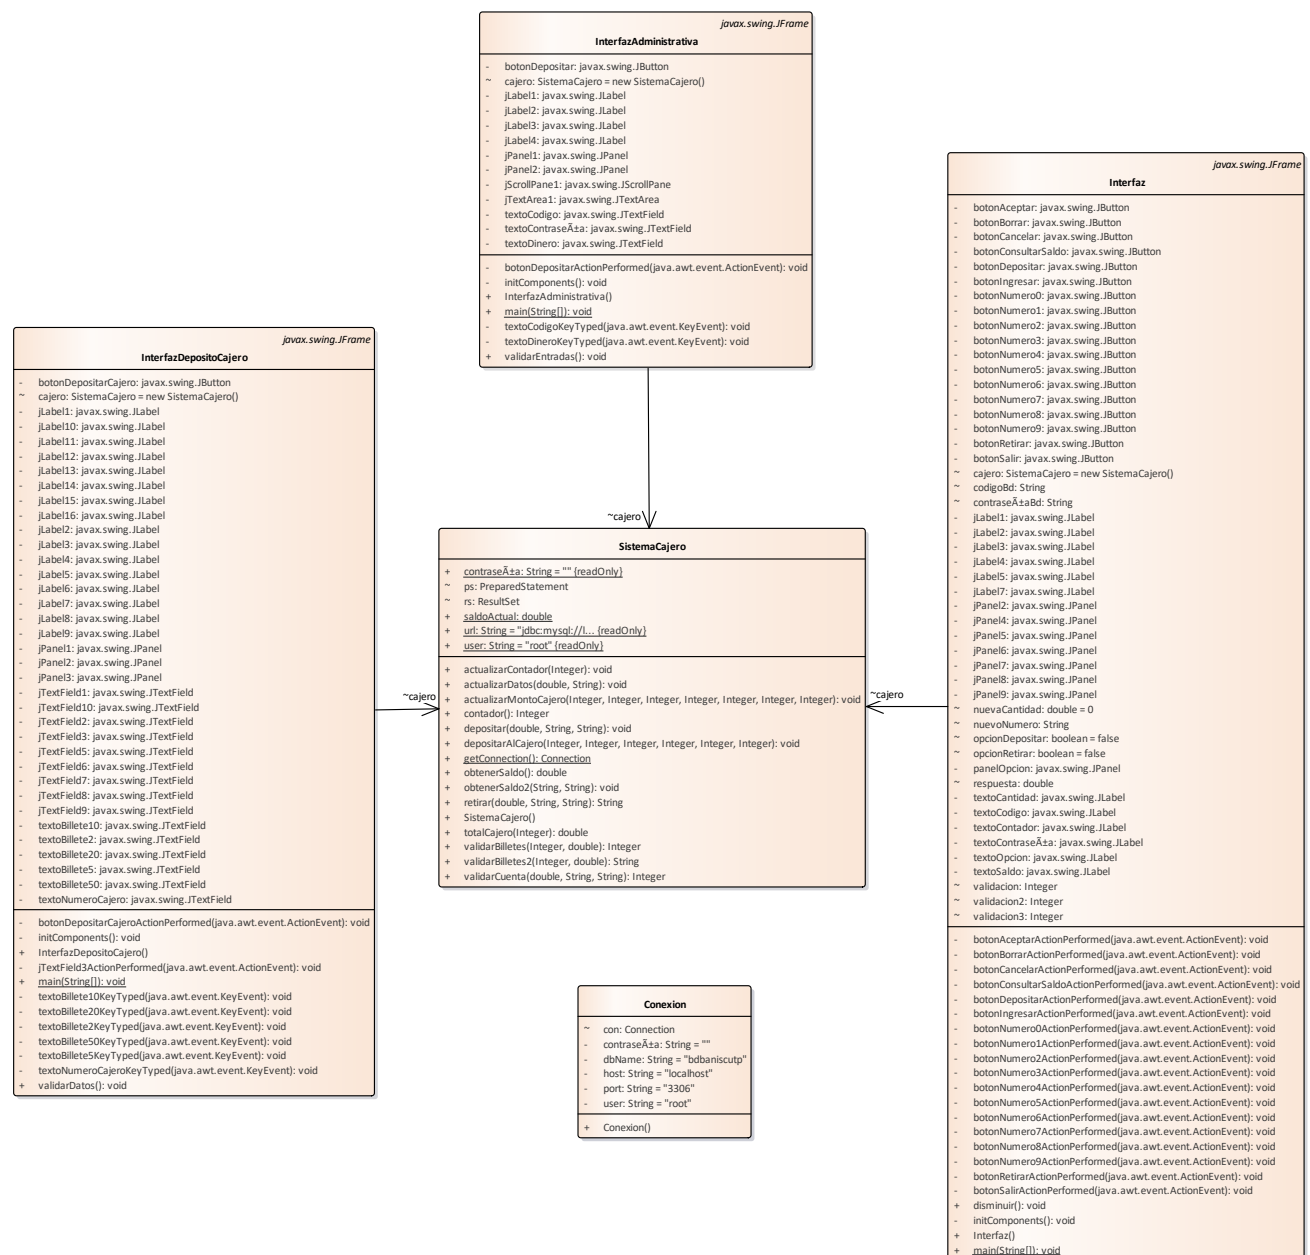 javax.swing.JFrame
InterfazAdministrativa
- botonDepositar: javax.swing.JButton
~ cajero: SistemaCajero = new SistemaCajero()
- jLabel1: javax.swing.JLabel
- jLabel2: javax.swing.JLabel
- jLabel3: javax.swing.JLabel
- jLabel4: javax.swing.JLabel
- jPanel1: javax.swing.JPanel
- jPanel2: javax.swing.JPanel
- jScrollPane1: javax.swing.JScrollPane
- jTextArea1: javax.swing.JTextArea
- textoCodigo: javax.swing.JTextField
- textoContraseÃ±a: javax.swing.JTextField
- textoDinero: javax.swing.JTextField
- botonDepositarActionPerformed(java.awt.event.ActionEvent): void
- initComponents(): void
+ InterfazAdministrativa()
+ main(String[]): void
- textoCodigoKeyTyped(java.awt.event.KeyEvent): void
- textoDineroKeyTyped(java.awt.event.KeyEvent): void
+ validarEntradas(): void
javax.swing.JFrame
InterfazDepositoCajero
- botonDepositarCajero: javax.swing.JButton
~ cajero: SistemaCajero = new SistemaCajero()
- jLabel1: javax.swing.JLabel
- jLabel10: javax.swing.JLabel
- jLabel11: javax.swing.JLabel
- jLabel12: javax.swing.JLabel
- jLabel13: javax.swing.JLabel
- jLabel14: javax.swing.JLabel
- jLabel15: javax.swing.JLabel
- jLabel16: javax.swing.JLabel
- jLabel2: javax.swing.JLabel
- jLabel3: javax.swing.JLabel
- jLabel4: javax.swing.JLabel
- jLabel5: javax.swing.JLabel
- jLabel6: javax.swing.JLabel
- jLabel7: javax.swing.JLabel
- jLabel8: javax.swing.JLabel
- jLabel9: javax.swing.JLabel
- jPanel1: javax.swing.JPanel
- jPanel2: javax.swing.JPanel
- jPanel3: javax.swing.JPanel
- jTextField1: javax.swing.JTextField
- jTextField10: javax.swing.JTextField
- jTextField2: javax.swing.JTextField
- jTextField3: javax.swing.JTextField
- jTextField5: javax.swing.JTextField
- jTextField6: javax.swing.JTextField
- jTextField7: javax.swing.JTextField
- jTextField8: javax.swing.JTextField
- jTextField9: javax.swing.JTextField
- textoBillete10: javax.swing.JTextField
- textoBillete2: javax.swing.JTextField
- textoBillete20: javax.swing.JTextField
- textoBillete5: javax.swing.JTextField
- textoBillete50: javax.swing.JTextField
- textoNumeroCajero: javax.swing.JTextField
- botonDepositarCajeroActionPerformed(java.awt.event.ActionEvent): void
- initComponents(): void
+ InterfazDepositoCajero()
- jTextField3ActionPerformed(java.awt.event.ActionEvent): void
+ main(String[]): void
- textoBillete10KeyTyped(java.awt.event.KeyEvent): void
- textoBillete20KeyTyped(java.awt.event.KeyEvent): void
- textoBillete2KeyTyped(java.awt.event.KeyEvent): void
- textoBillete50KeyTyped(java.awt.event.KeyEvent): void
- textoBillete5KeyTyped(java.awt.event.KeyEvent): void
- textoNumeroCajeroKeyTyped(java.awt.event.KeyEvent): void
+ validarDatos(): void
~cajero
~cajero
~cajero
SistemaCajero
+ contraseÃ±a: String = "" {readOnly}
~ ps: PreparedStatement
~ rs: ResultSet
+ saldoActual: double
+ url: String = "jdbc:mysql://l... {readOnly}
+ user: String = "root" {readOnly}
+ actualizarContador(Integer): void
+ actualizarDatos(double, String): void
+ actualizarMontoCajero(Integer, Integer, Integer, Integer, Integer, Integer, Integer): void
+ contador(): Integer
+ depositar(double, String, String): void
+ depositarAlCajero(Integer, Integer, Integer, Integer, Integer, Integer): void
+ getConnection(): Connection
+ obtenerSaldo(): double
+ obtenerSaldo2(String, String): void
+ retirar(double, String, String): String
+ SistemaCajero()
+ totalCajero(Integer): double
+ validarBilletes(Integer, double): Integer
+ validarBilletes2(Integer, double): String
+ validarCuenta(double, String, String): Integer
Conexion
~ con: Connection
- contraseÃ±a: String = ""
- dbName: String = "bdbaniscutp"
- host: String = "localhost"
- port: String = "3306"
- user: String = "root"
+ Conexion()
javax.swing.JFrame
Interfaz
- botonAceptar: javax.swing.JButton
- botonBorrar: javax.swing.JButton
- botonCancelar: javax.swing.JButton
- botonConsultarSaldo: javax.swing.JButton
- botonDepositar: javax.swing.JButton
- botonIngresar: javax.swing.JButton
- botonNumero0: javax.swing.JButton
- botonNumero1: javax.swing.JButton
- botonNumero2: javax.swing.JButton
- botonNumero3: javax.swing.JButton
- botonNumero4: javax.swing.JButton
- botonNumero5: javax.swing.JButton
- botonNumero6: javax.swing.JButton
- botonNumero7: javax.swing.JButton
- botonNumero8: javax.swing.JButton
- botonNumero9: javax.swing.JButton
- botonRetirar: javax.swing.JButton
- botonSalir: javax.swing.JButton
~ cajero: SistemaCajero = new SistemaCajero()
~ codigoBd: String
~ contraseÃ±aBd: String
- jLabel1: javax.swing.JLabel
- jLabel2: javax.swing.JLabel
- jLabel3: javax.swing.JLabel
- jLabel4: javax.swing.JLabel
- jLabel5: javax.swing.JLabel
- jLabel7: javax.swing.JLabel
- jPanel2: javax.swing.JPanel
- jPanel4: javax.swing.JPanel
- jPanel5: javax.swing.JPanel
- jPanel6: javax.swing.JPanel
- jPanel7: javax.swing.JPanel
- jPanel8: javax.swing.JPanel
- jPanel9: javax.swing.JPanel
~ nuevaCantidad: double = 0
~ nuevoNumero: String
~ opcionDepositar: boolean = false
~ opcionRetirar: boolean = false
- panelOpcion: javax.swing.JPanel
~ respuesta: double
- textoCantidad: javax.swing.JLabel
- textoCodigo: javax.swing.JLabel
- textoContador: javax.swing.JLabel
- textoContraseÃ±a: javax.swing.JLabel
- textoOpcion: javax.swing.JLabel
- textoSaldo: javax.swing.JLabel
~ validacion: Integer
~ validacion2: Integer
~ validacion3: Integer
- botonAceptarActionPerformed(java.awt.event.ActionEvent): void
- botonBorrarActionPerformed(java.awt.event.ActionEvent): void
- botonCancelarActionPerformed(java.awt.event.ActionEvent): void
- botonConsultarSaldoActionPerformed(java.awt.event.ActionEvent): void
- botonDepositarActionPerformed(java.awt.event.ActionEvent): void
- botonIngresarActionPerformed(java.awt.event.ActionEvent): void
- botonNumero0ActionPerformed(java.awt.event.ActionEvent): void
- botonNumero1ActionPerformed(java.awt.event.ActionEvent): void
- botonNumero2ActionPerformed(java.awt.event.ActionEvent): void
- botonNumero3ActionPerformed(java.awt.event.ActionEvent): void
- botonNumero4ActionPerformed(java.awt.event.ActionEvent): void
- botonNumero5ActionPerformed(java.awt.event.ActionEvent): void
- botonNumero6ActionPerformed(java.awt.event.ActionEvent): void
- botonNumero7ActionPerformed(java.awt.event.ActionEvent): void
- botonNumero8ActionPerformed(java.awt.event.ActionEvent): void
- botonNumero9ActionPerformed(java.awt.event.ActionEvent): void
- botonRetirarActionPerformed(java.awt.event.ActionEvent): void
- botonSalirActionPerformed(java.awt.event.ActionEvent): void
+ disminuir(): void
- initComponents(): void
+ Interfaz()
+ main(String[]): void